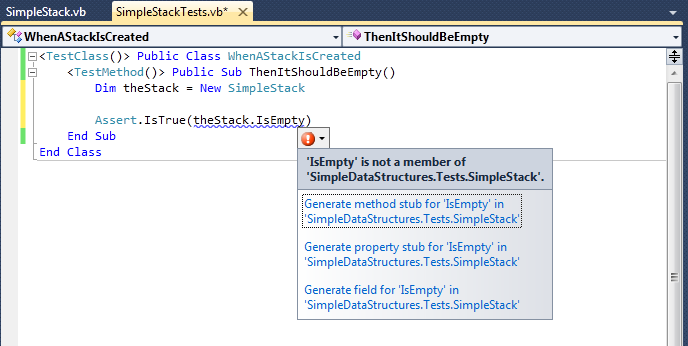 SimpleStack.vb
SimpleStackTests.vb*
WhenAStackIsCreated
ThenItShouldBeEmpty
<TestClass()> Public Class WhenAStackIsCreated
<TestMethod()> Public Sub ThenItShouldBeEmpty()
Dim theStack = New SimpleStack
Assert.IsTrue(theStack.IsEmpty)
End Sub
End Class
'IsEmpty' is not a member of
'SimpleDataStructures.Tests.SimpleStack'.
Generate method stub for 'IsEmpty' in
'SimpleDataStructures.Tests.SimpleStack'
Generate property stub for 'IsEmpty' in
'SimpleDataStructures.Tests.SimpleStack'
Generate field for 'IsEmpty' in
'SimpleDataStructures.Tests.SimpleStack'